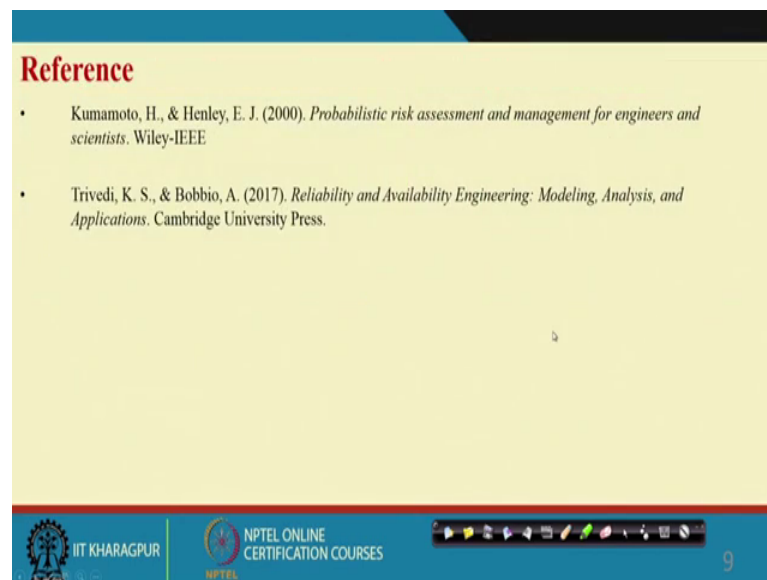 Reference
• Kumamoto, H., & Henley, E. J. (2000). Probabilistic risk assessment and management for engineers and
scientists. Wiley-IEEE
• Trivedi, K. S., & Bobbio, A. (2017). Reliability and Availability Engineering: Modeling, Analysis, and
Applications. Cambridge University Press.
IIT KHARAGPUR
NPTEL
NPTEL ONLINE
CERTIFICATION COURSES
9